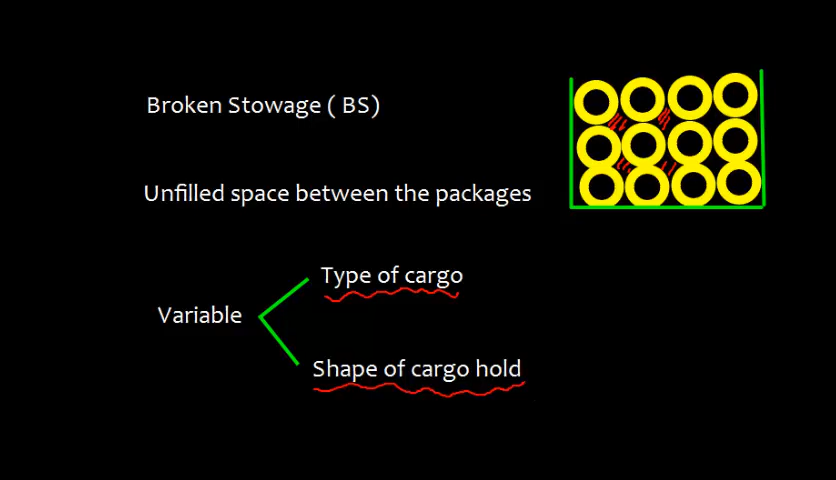 Broken Stowage ( BS)
Unfilled space between the packages
Type of cargo
Variable
Shape of cargo hold